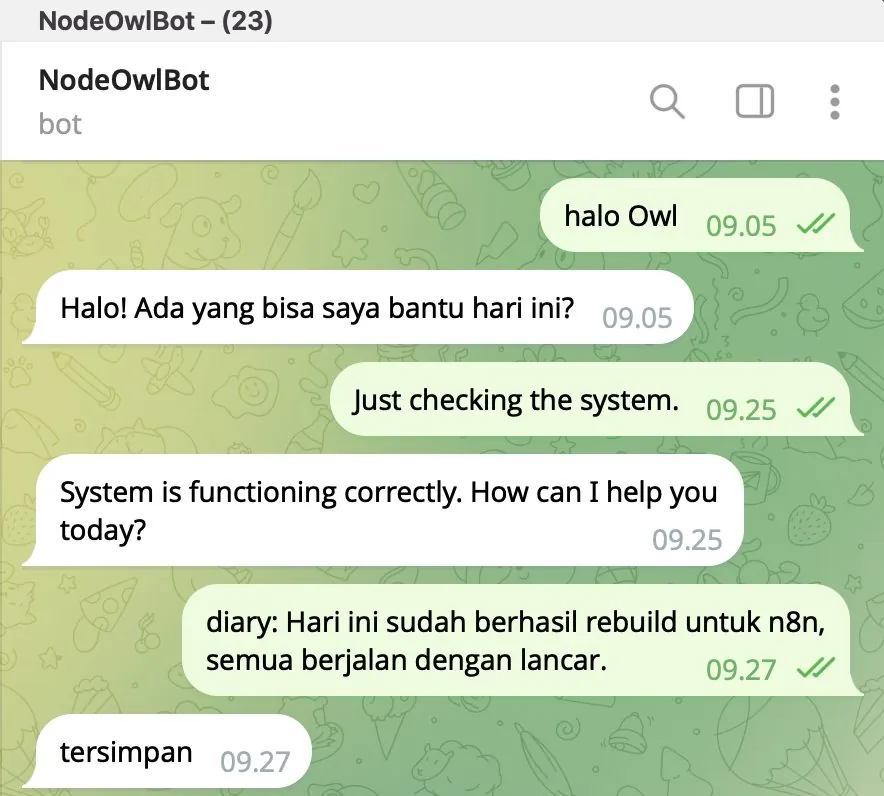 NodeOwlBot – (23)
NodeOwlBot
bot
halo Owl 09.05
Halo! Ada yang bisa saya bantu hari ini? 09.05
Just checking the system. 09.25
System is functioning correctly. How can I help you
today? 09.25
diary: Hari ini sudah berhasil rebuild untuk n8n,
semua berjalan dengan lancar. 09.27
tersimpan 09.27